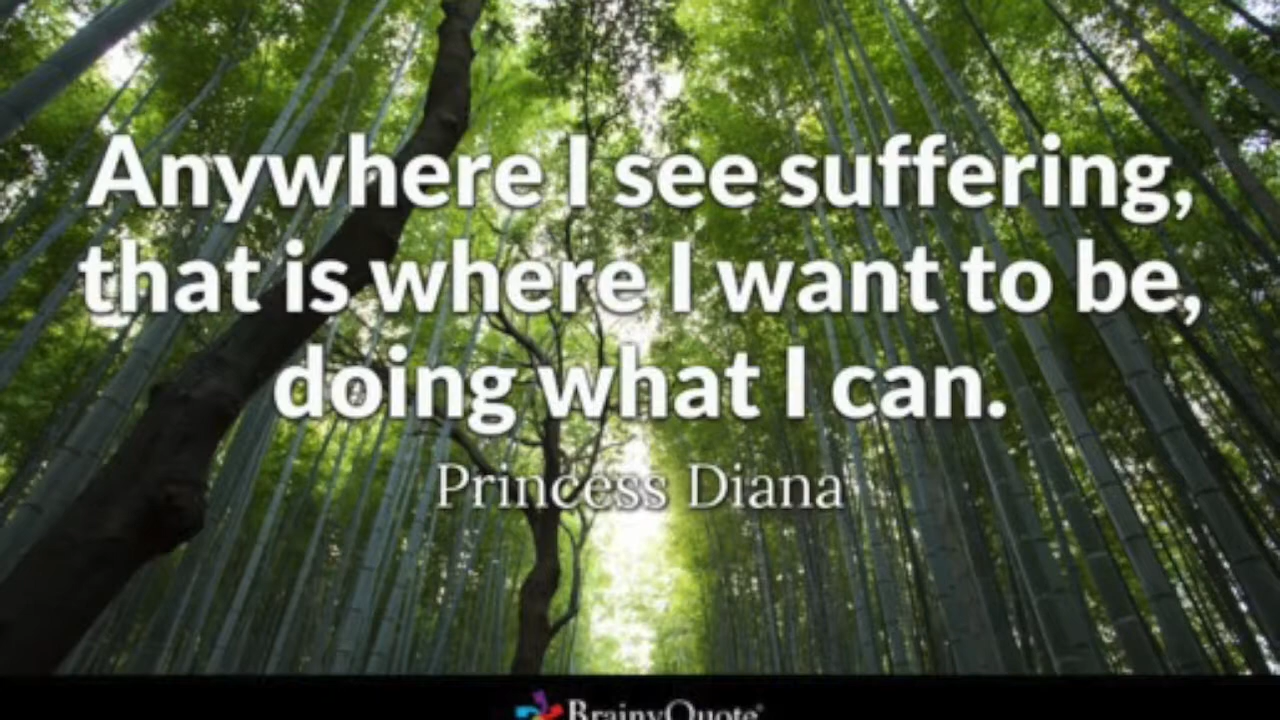 Anywhere I see suffering,
that is where I want to be,
doing what I can.
Princess Diana
BrainyQuote®